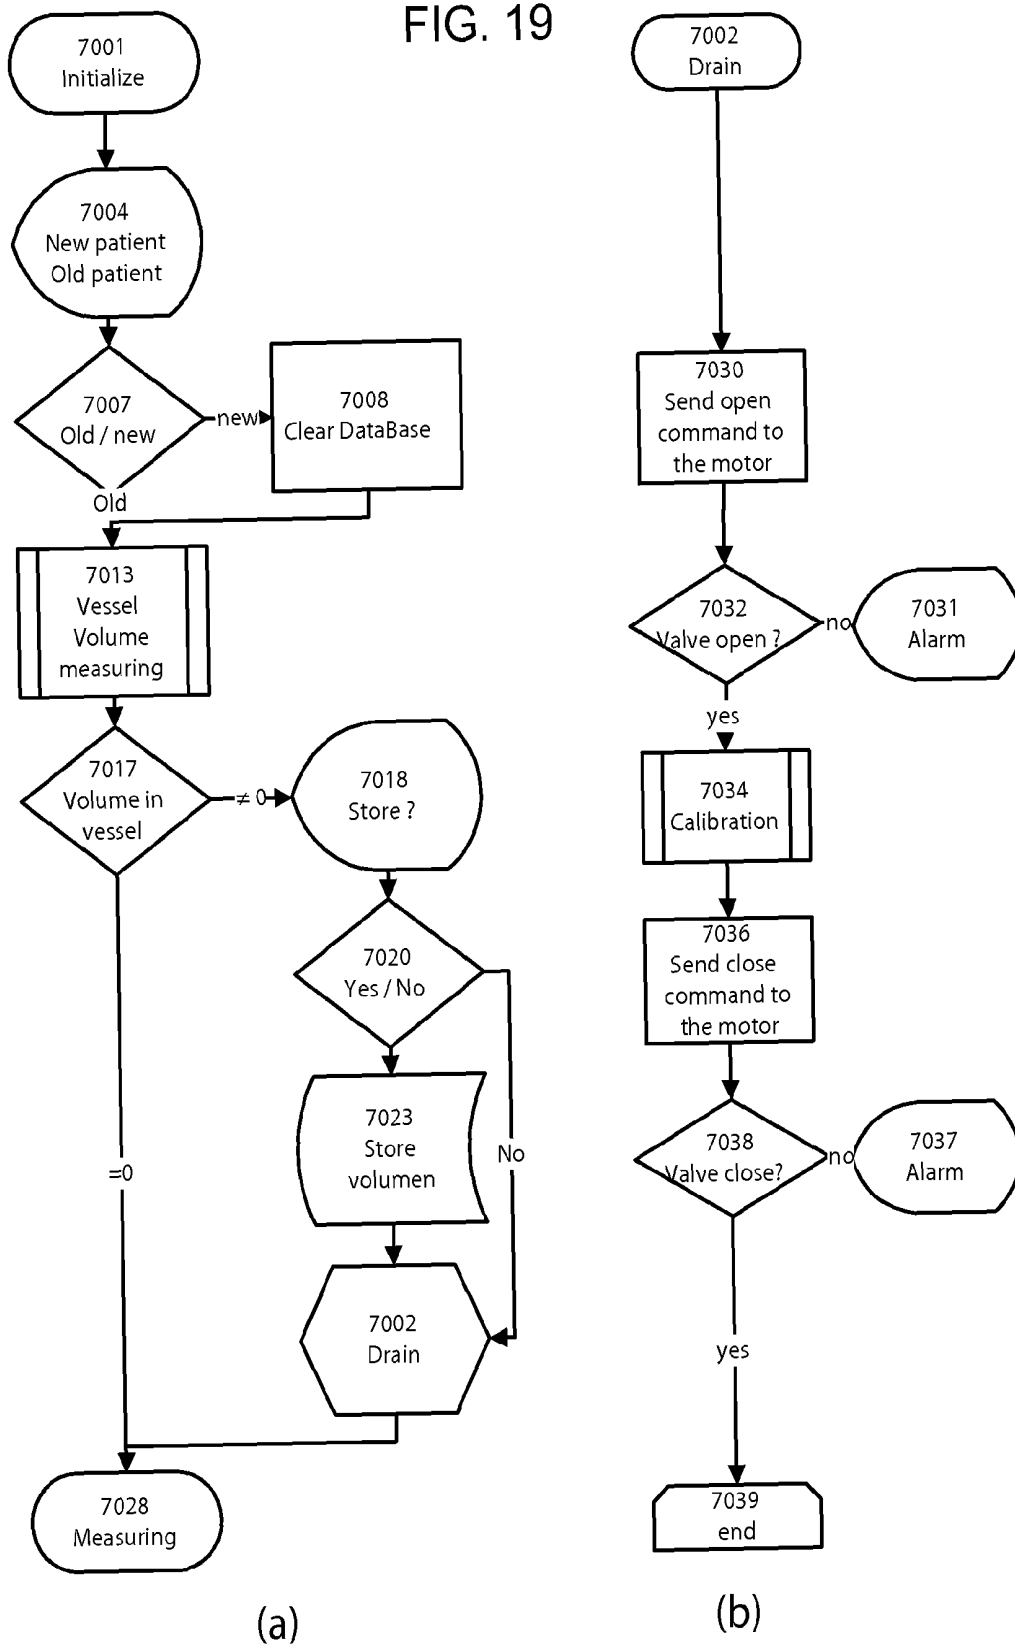 FIG. 19
7001
Initialize
7004
New patient
Old patient
7007
Old / new
new
7008
Clear DataBase
Old
7013
Vessel
Volume
measuring
7017
Volume in
vessel
≠ 0
7018
Store ?
7020
Yes / No
7023
Store
volumen
No
=0
7002
Drain
7028
Measuring
(a)
7002
Drain
7030
Send open
command to
the motor
7032
Valve open ?
no
7031
Alarm
yes
7034
Calibration
7036
Send close
command to
the motor
7038
Valve close?
no
7037
Alarm
yes
7039
end
(b)